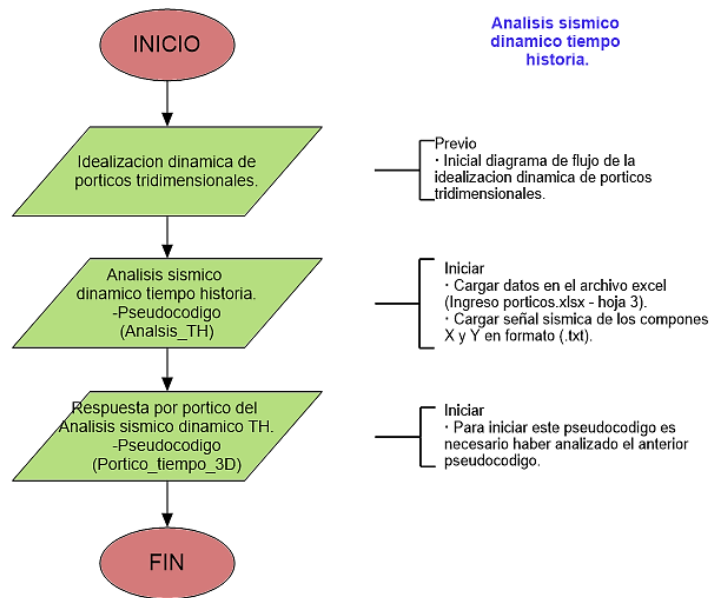 INICIO
Analisis sismico
dinamico tiempo
historia.
Idealizacion dinamica de
porticos tridimensionales.
Previo
· Inicial diagrama de flujo de la
idealizacion dinamica de porticos
tridimensionales.
Analisis sismico
dinamico tiempo historia.
-Pseudocodigo
(Analsis_TH)
Iniciar
· Cargar datos en el archivo excel
(Ingreso porticos.xlsx - hoja 3).
· Cargar señal sismica de los compones
X y Y en formato (.txt).
Respuesta por portico del
Analisis sismico dinamico TH.
-Pseudocodigo
(Portico_tiempo_3D)
Iniciar
· Para iniciar este pseudocodigo es
necesario haber analizado el anterior
pseudocodigo.
FIN